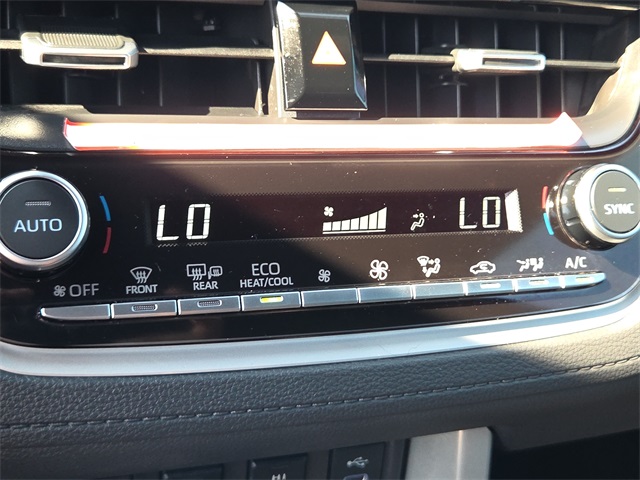 AUTO
LO
LO
SYNC
OFF
FRONT
REAR
ECO
HEAT/COOL
A/C